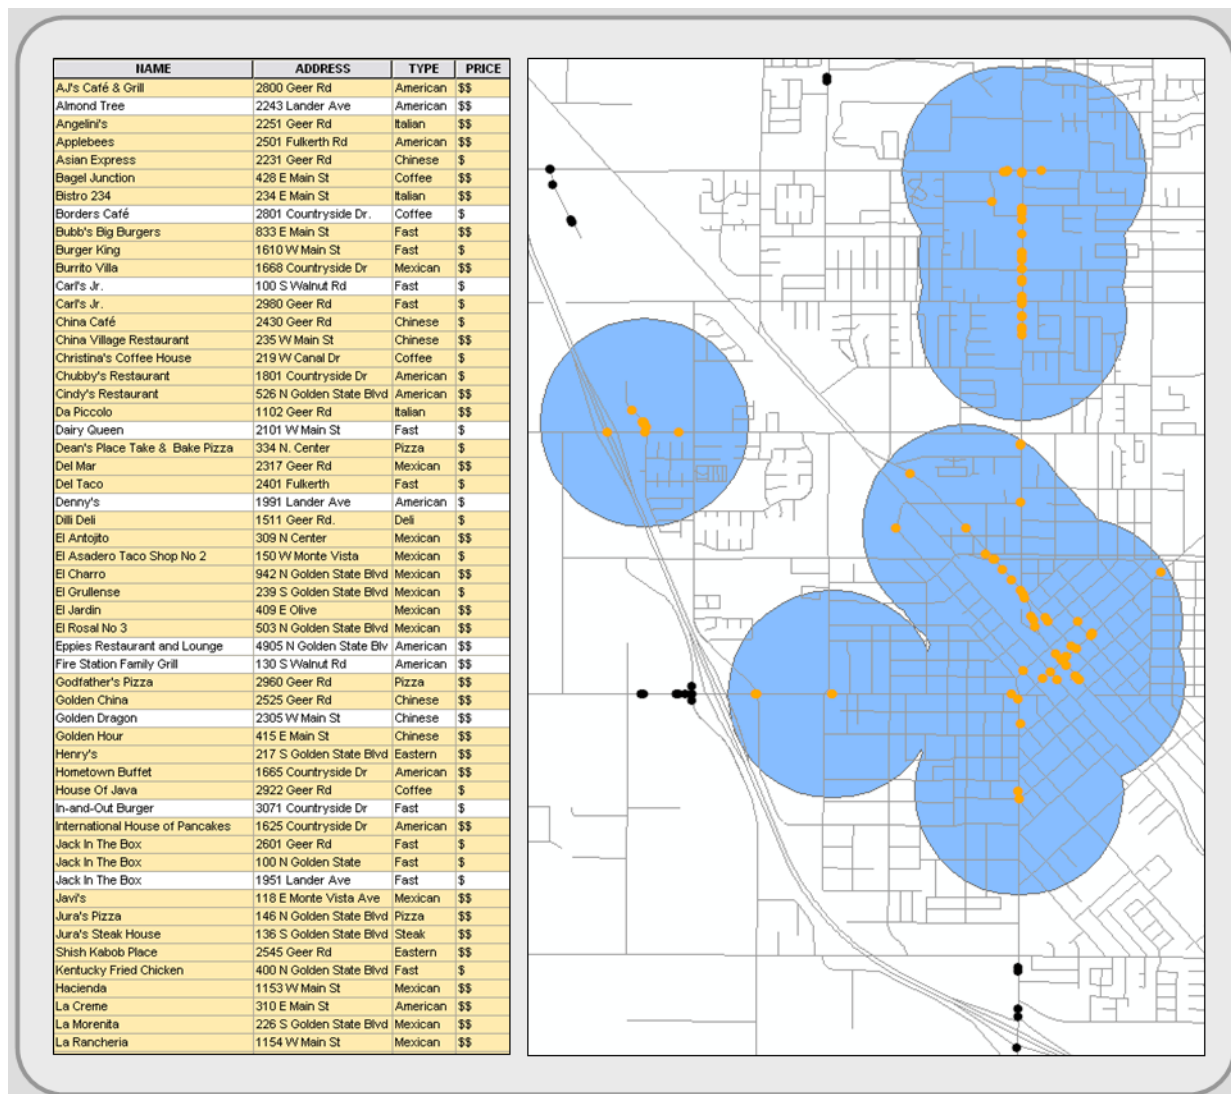 NAME ADDRESS TYPE PRICE
AJ's Café & Grill 2800 Geer Rd American $$
Almond Tree 2243 Lander Ave American $$
Angelini's 2251 Geer Rd Italian $$
Applebees 2501 Fulkerth Rd American $$
Asian Express 2231 Geer Rd Chinese $
Bagel Junction 428 E Main St Coffee $
Bistro 234 234 E Main St Italian $$
Borders Café 2801 Countryside Dr. Coffee $
Bubb's Big Burgers 833 E Main St Fast $$
Burger King 1610 W Main St Fast $
Burrito Villa 1668 Countryside Dr Mexican $$
Carl's Jr. 100 S Walnut Rd Fast $
Carl's Jr. 2980 Geer Rd Fast $
China Café 2430 Geer Rd Chinese $
China Village Restaurant 235 W Main St Chinese $$
Christina's Coffee House 219 W Canal Dr Coffee $
Chubby's Restaurant 1801 Countryside Dr American $
Cindy's Restaurant 526 N Golden State Blvd American $$
Da Piccolo 1102 Geer Rd Italian $$
Dairy Queen 2101 W Main St Fast $
Dean's Place Take & Bake Pizza 334 N. Center Pizza $
Del Mar 2317 Geer Rd Mexican $$
Del Taco 2401 Fulkerth Fast $
Denny's 1991 Lander Ave American $
Dilli Deli 1511 Geer Rd. Deli $
El Antojito 309 N Center Mexican $$
El Asadero Taco Shop No 2 150 W Monte Vista Mexican $
El Charro 942 N Golden State Blvd Mexican $$
El Grullense 239 S Golden State Blvd Mexican $
El Jardin 409 E Olive Mexican $$
El Rosal No 3 503 N Golden State Blvd Mexican $$
Eppies Restaurant and Lounge 4905 N Golden State Blv American $$
Fire Station Family Grill 130 S Walnut Rd American $$
Godfather's Pizza 2960 Geer Rd Pizza $$
Golden China 2525 Geer Rd Chinese $
Golden Dragon 2305 W Main St Chinese $$
Golden Hour 415 E Main St Chinese $$
Henry's 217 S Golden State Blvd Eastern $$
Hometown Buffet 1665 Countryside Dr American $$
House Of Java 2922 Geer Rd Coffee $
In-and-Out Burger 3071 Countryside Dr Fast $
International House of Pancakes 1625 Countryside Dr American $$
Jack In The Box 2601 Geer Rd Fast $
Jack In The Box 100 N Golden State Fast $
Jack In The Box 1951 Lander Ave Fast $
Javi's 118 E Monte Vista Ave Mexican $$
Jura's Pizza 146 N Golden State Blvd Pizza $$
Jura's Steak House 136 S Golden State Blvd Steak $$
Shish Kabob Place 2545 Geer Rd Eastern $$
Kentucky Fried Chicken 400 N Golden State Blvd Fast $
Hacienda 1153 W Main St Mexican $$
La Creme 310 E Main St American $$
La Morenita 226 S Golden State Blvd Mexican $$
La Rancheria 1154 W Main St Mexican $$